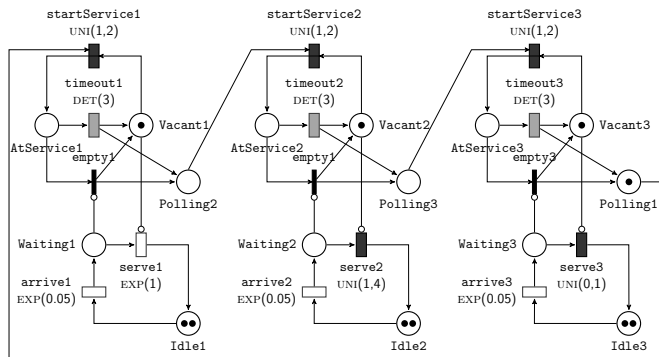 startService1
UNI(1,2)
startService2
UNI(1,2)
startService3
UNI(1,2)
timeout1
DET(3)
timeout2
DET(3)
timeout3
DET(3)
AtService1
Vacant1
AtService2
Vacant2
AtService3
Vacant3
empty1
empty1
empty3
Polling2
Polling3
Polling1
Waiting1
Waiting2
Waiting3
arrive1
EXP(0.05)
serve1
EXP(1)
arrive2
EXP(0.05)
serve2
UNI(1,4)
arrive3
EXP(0.05)
serve3
UNI(0,1)
Idle1
Idle2
Idle3